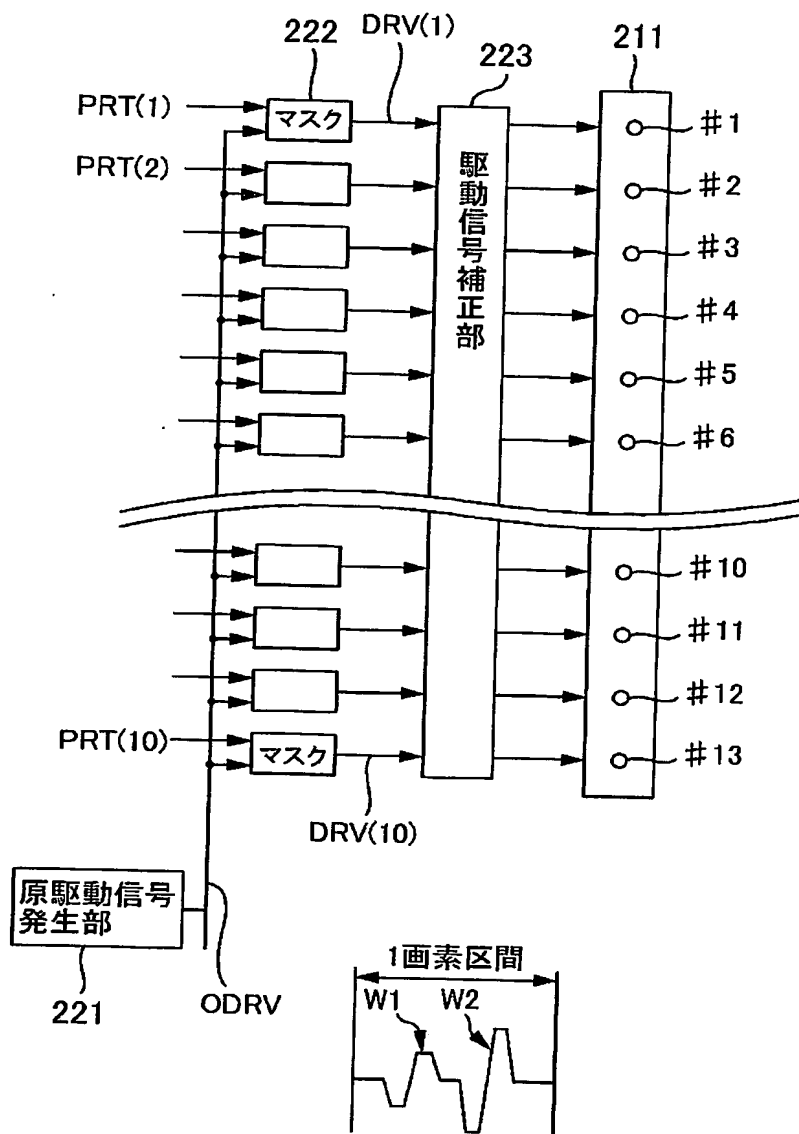 222
DRV(1)
223
211
PRT(1)
マスク
#1
PRT(2)
#2
#3
#4
#5
#6
駆動信号補正部
#10
#11
#12
PRT(10)
マスク
#13
DRV(10)
原駆動信号
発生部
221
ODRV
1画素区間
W1
W2